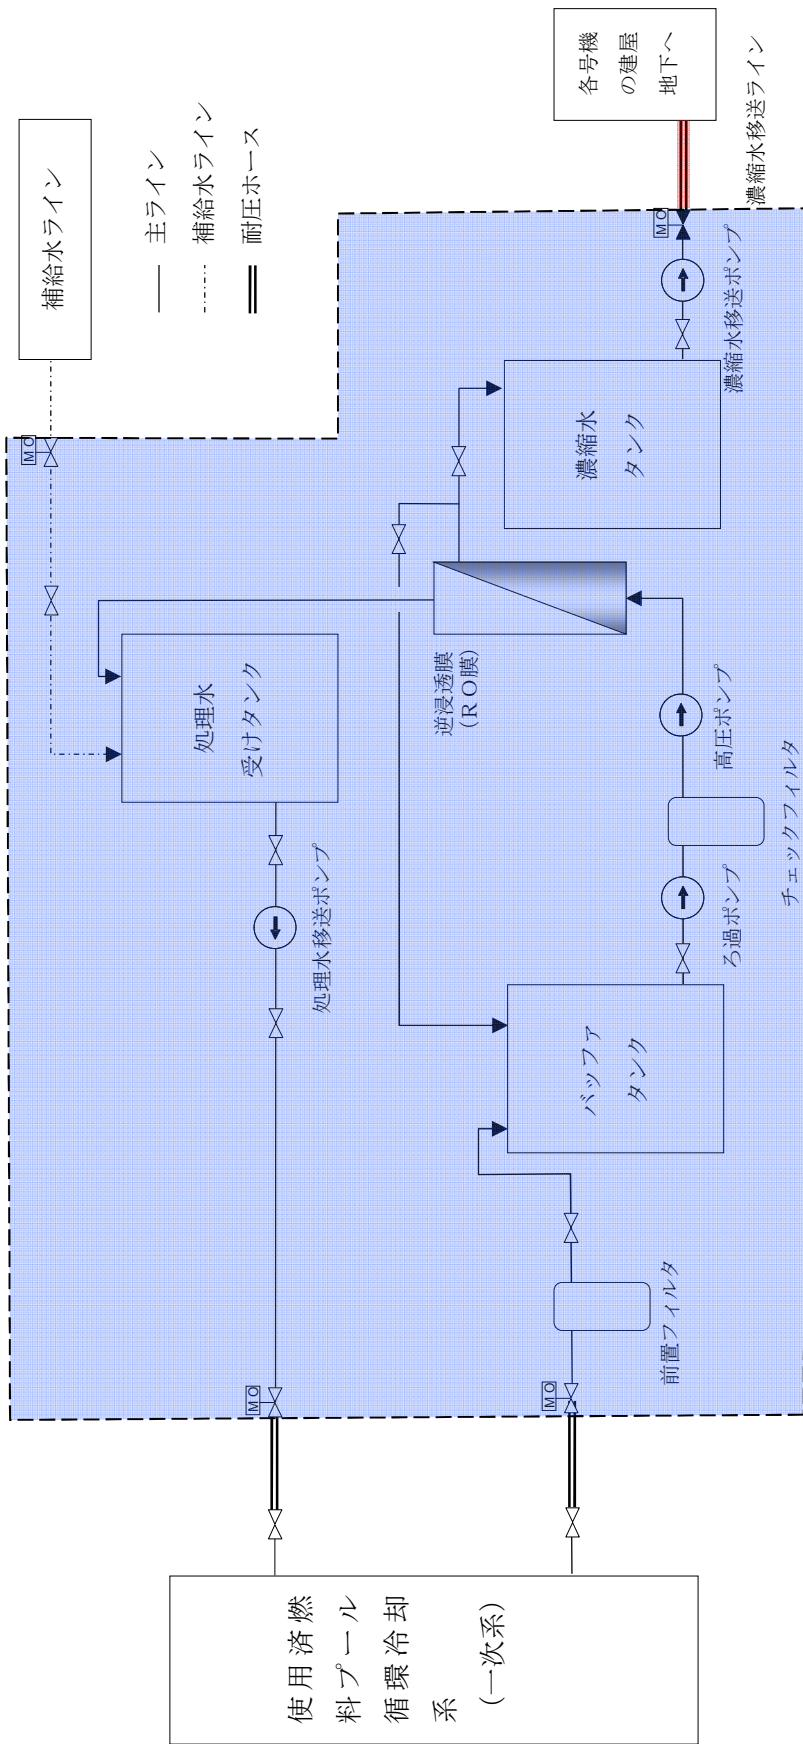 補給水ライン
主ライン
補給水ライン
耐圧ホース
各号機
の建屋
地下へ
濃縮水移送ライン
MO
MO
濃縮水移送ポンプ
濃縮水
タンク
処理水
受けタンク
逆浸透膜
(RO膜)
高圧ポンプ
チェックフィルタ
ろ過ポンプ
処理水移送ポンプ
バッファ
タンク
前置フィルタ
MO
MO
使用済燃
料プール
循環冷却
系
(一次系)